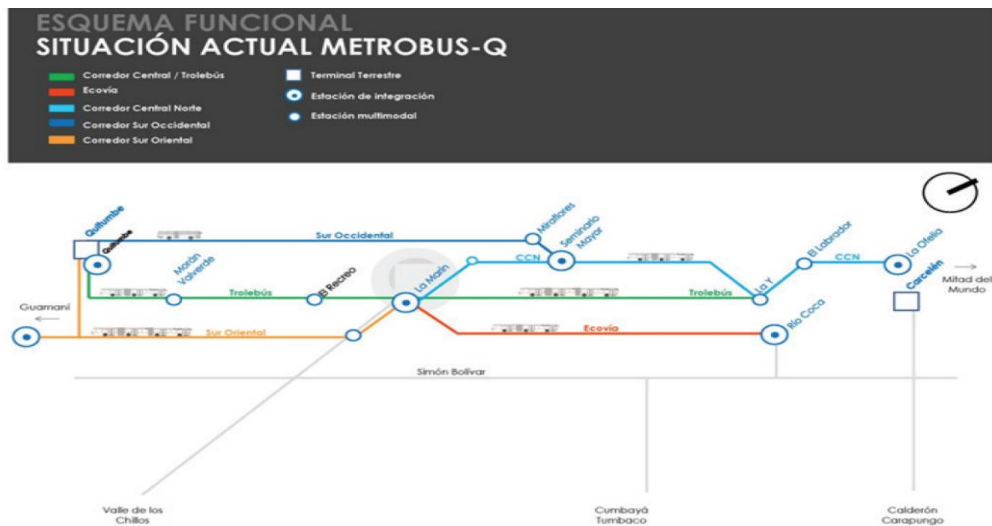 ESQUEMA FUNCIONAL
SITUACIÓN ACTUAL METROBUS-Q
Corredor Central / Trolebús
Ecovía
Corredor Central Norte
Corredor Sur Occidental
Corredor Sur Oriental
Terminal Terrestre
Estación de integración
Estación multimodal
Quitumbe
Quitumbe
Sur Occidental
Miraflores
Seminario
Mayor
El Labrador
La Ofelia
Morán
Valverde
El Recreo
La Marín
CCN
CCN
La Y
Carcelén
Mitad del
Mundo
Guamaní
Trolebús
Trolebús
Sur Oriental
Ecovía
Río Coca
Simón Bolívar
Valle de los
Chillos
Cumbayá
Tumbaco
Calderón
Carapungo